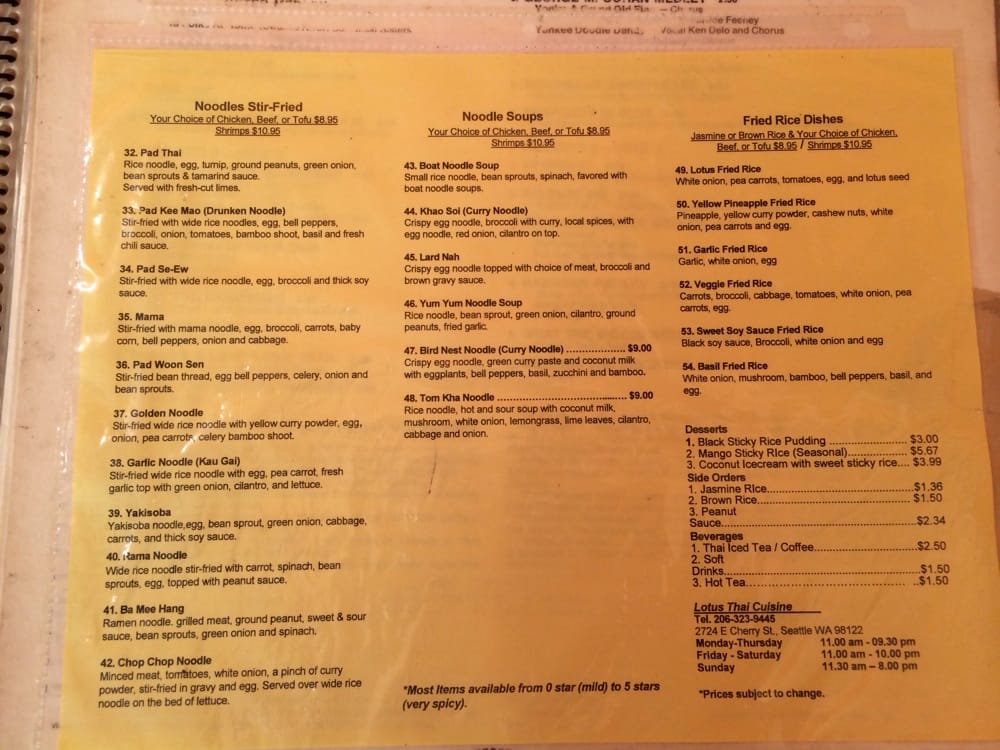 Yankee Doodle Dandy, Vocal Ken Delo and Chorus
Noodles Stir-Fried
Your Choice of Chicken, Beef, or Tofu $8.95
Shrimps $10.95
32. Pad Thai
Rice noodle, egg, turnip, ground peanuts, green onion,
bean sprouts & tamarind sauce.
Served with fresh-cut limes.
33. Pad Kee Mao (Drunken Noodle)
Stir-fried with wide rice noodles, egg, bell peppers,
broccoli, onion, tomatoes, bamboo shoot, basil and fresh
chili sauce.
34. Pad Se-Ew
Stir-fried with wide rice noodle, egg, broccoli and thick soy
sauce.
35. Mama
Stir-fried with mama noodle, egg, broccoli, carrots, baby
corn, bell peppers, onion and cabbage.
36. Pad Woon Sen
Stir-fried bean thread, egg bell peppers, celery, onion and
bean sprouts.
37. Golden Noodle
Stir-fried wide rice noodle with yellow curry powder, egg,
onion, pea carrots, celery bamboo shoot.
38. Garlic Noodle (Kau Gai)
Stir-fried wide rice noodle with egg, pea carrot, fresh
garlic top with green onion, cilantro, and lettuce.
39. Yakisoba
Yakisoba noodle,egg, bean sprout, green onion, cabbage,
carrots, and thick soy sauce.
40. Rama Noodle
Wide rice noodle stir-fried with carrot, spinach, bean
sprouts, egg, topped with peanut sauce.
41. Ba Mee Hang
Ramen noodle. grilled meat, ground peanut, sweet & sour
sauce, bean sprouts, green onion and spinach.
42. Chop Chop Noodle
Minced meat, tomatoes, white onion, a pinch of curry
powder, stir-fried in gravy and egg. Served over wide rice
noodle on the bed of lettuce.
Noodle Soups
Your Choice of Chicken, Beef, or Tofu $8.95
Shrimps $10.95
43. Boat Noodle Soup
Small rice noodle, bean sprouts, spinach, favored with
boat noodle soups.
44. Khao Soi (Curry Noodle)
Crispy egg noodle, broccoli with curry, local spices, with
egg noodle, red onion, cilantro on top.
45. Lard Nah
Crispy egg noodle topped with choice of meat, broccoli and
brown gravy sauce.
46. Yum Yum Noodle Soup
Rice noodle, bean sprout, green onion, cilantro, ground
peanuts, fried garlic.
47. Bird Nest Noodle (Curry Noodle) ................... $9.00
Crispy egg noodle, green curry paste and coconut milk
with eggplants, bell peppers, basil, zucchini and bamboo.
48. Tom Kha Noodle .......................................... $9.00
Rice noodle, hot and sour soup with coconut milk,
mushroom, white onion, lemongrass, lime leaves, cilantro,
cabbage and onion.
*Most Items available from 0 star (mild) to 5 stars
(very spicy).
Fried Rice Dishes
Jasmine or Brown Rice & Your Choice of Chicken,
Beef, or Tofu $8.95 / Shrimps $10.95
49. Lotus Fried Rice
White onion, pea carrots, tomatoes, egg, and lotus seed
50. Yellow Pineapple Fried Rice
Pineapple, yellow curry powder, cashew nuts, white
onion, pea carrots and egg.
51. Garlic Fried Rice
Garlic, white onion, egg
52. Veggie Fried Rice
Carrots, broccoli, cabbage, tomatoes, white onion, pea
carrots, egg.
53. Sweet Soy Sauce Fried Rice
Black soy sauce, Broccoli, white onion and egg
54. Basil Fried Rice
White onion, mushroom, bamboo, bell peppers, basil, and
egg.
Desserts
1. Black Sticky Rice Pudding ...................... $3.00
2. Mango Sticky RIce (Seasonal)................. $5.67
3. Coconut Icecream with sweet sticky rice.... $3.99
Side Orders
1. Jasmine RIce..........................................$1.36
2. Brown Rice............................................ $1.50
3. Peanut
Sauce.......................................................$2.34
Beverages
1. Thai Iced Tea / Coffee.............................$2.50
2. Soft
Drinks.......................................................$1.50
3. Hot Tea...............................................$1.50
Lotus Thai Cuisine
Tel. 206-323-9445
2724 E Cherry St., Seattle WA 98122
Monday-Thursday 11.00 am - 09.30 pm
Friday - Saturday 11.00 am - 10.00 pm
Sunday 11.30 am – 8.00 pm
*Prices subject to change.